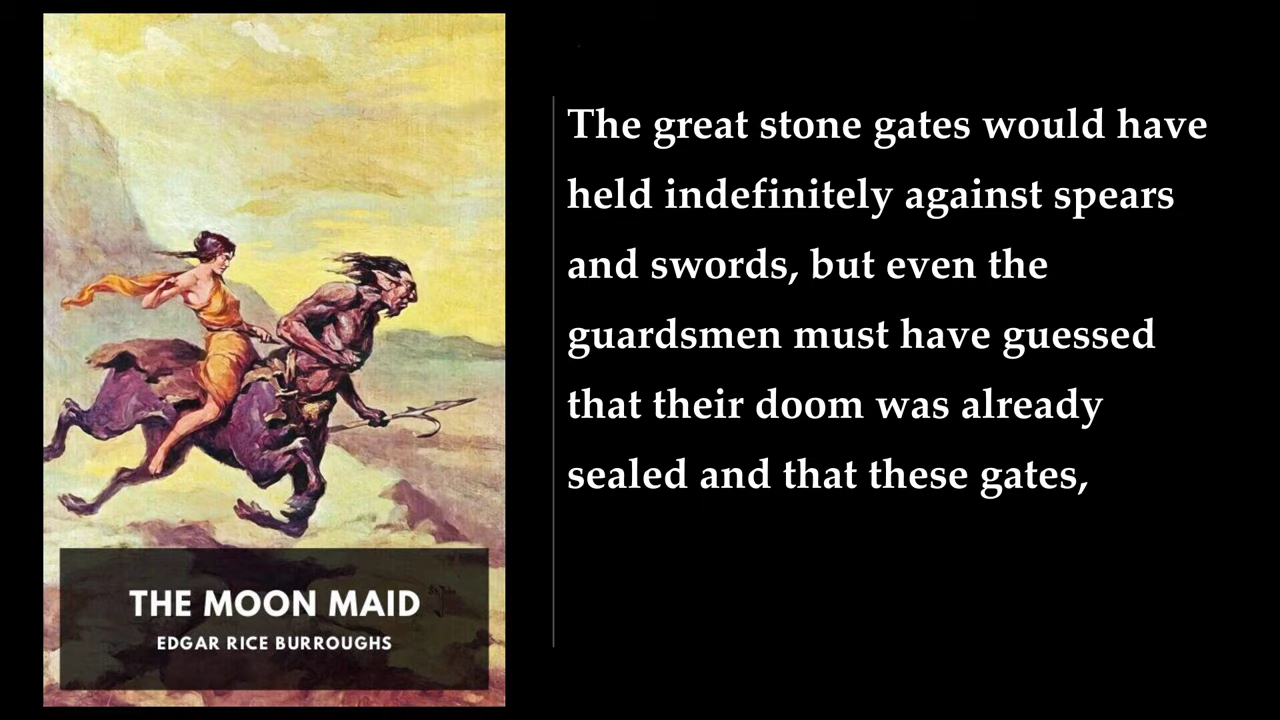 The great stone gates would have
held indefinitely against spears
and swords, but even the
guardsmen must have guessed
that their doom was already
sealed and that these gates,
THE MOON MAID
EDGAR RICE BURROUGHS